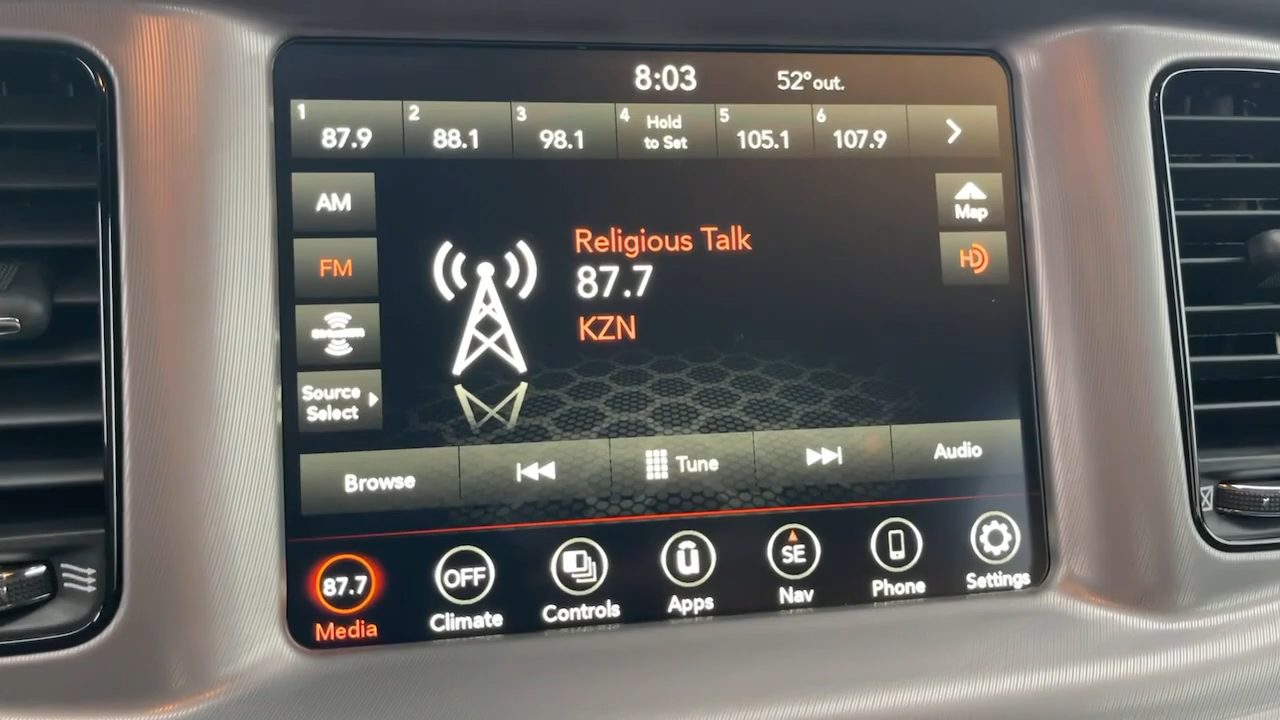 8:03 52° out.
1 87.9 2 88.1 3 98.1 4 Hold to Set 5 105.1 6 107.9
AM
Map
Religious Talk
FM
87.7
HD
KZN
Source
Select
Browse Tune Audio
87.7 OFF SE
Media Climate Controls Apps Nav Phone Settings